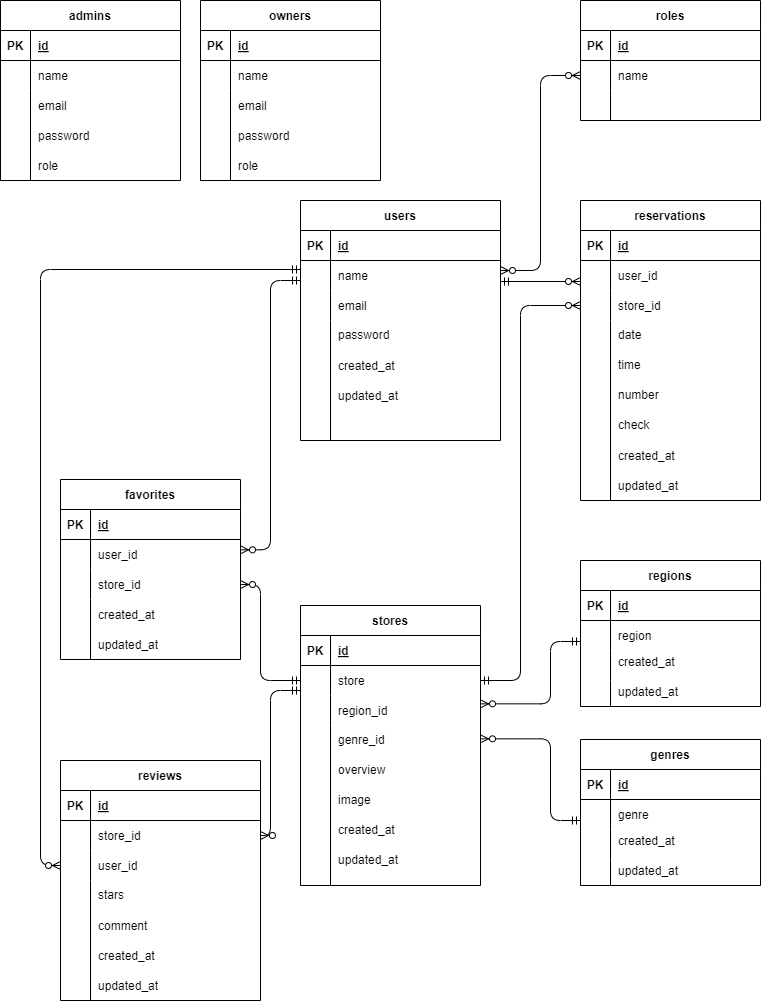 admins
PK id
name
email
password
role
owners
PK id
name
email
password
role
roles
PK id
name
users
PK id
name
email
password
created_at
updated_at
reservations
PK id
user_id
store_id
date
time
number
check
created_at
updated_at
favorites
PK id
user_id
store_id
created_at
updated_at
stores
PK id
store
region_id
genre_id
overview
image
created_at
updated_at
regions
PK id
region
created_at
updated_at
genres
PK id
genre
created_at
updated_at
reviews
PK id
store_id
user_id
stars
comment
created_at
updated_at